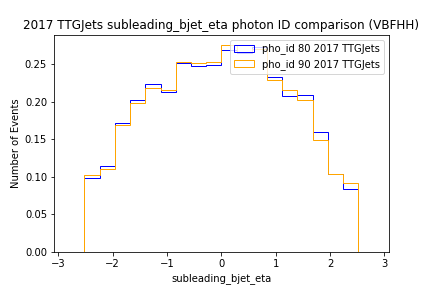 2017 TTGJets subleading_bjet_eta photon ID comparison (VBFHH)
pho_id 80 2017 TTGJets
pho_id 90 2017 TTGJets
Number of Events
0.25
0.20
0.15
0.10
0.05
0.00
−3 −2 −1 0 1 2 3
subleading_bjet_eta